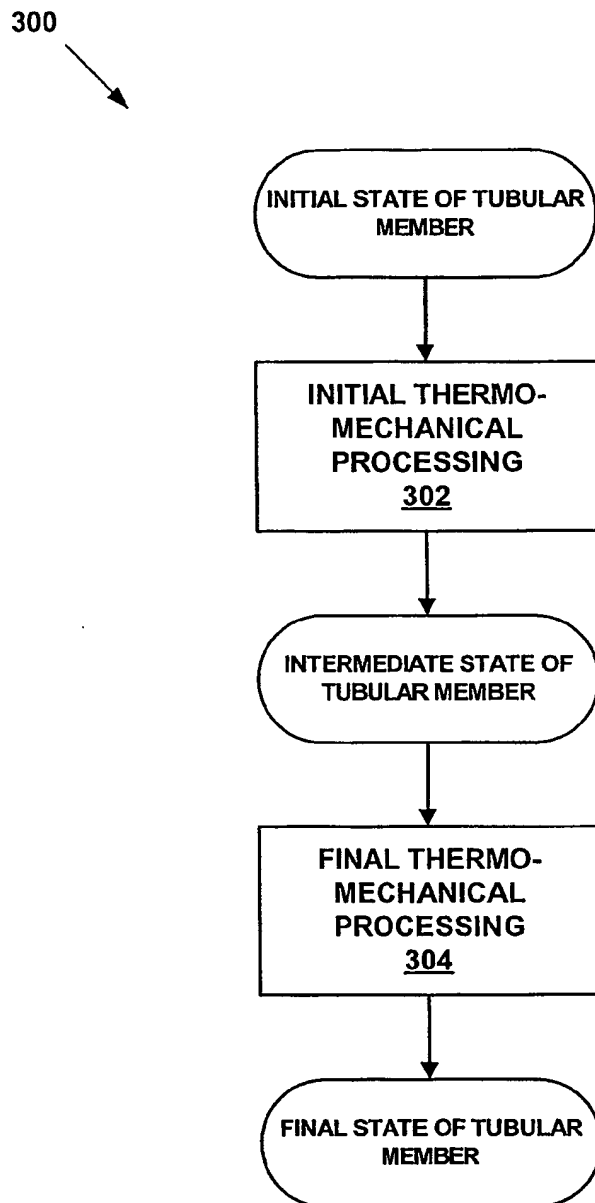 300
INITIAL STATE OF TUBULAR
MEMBER
INITIAL THERMO-
MECHANICAL
PROCESSING
302
INTERMEDIATE STATE OF
TUBULAR MEMBER
FINAL THERMO-
MECHANICAL
PROCESSING
304
FINAL STATE OF TUBULAR
MEMBER